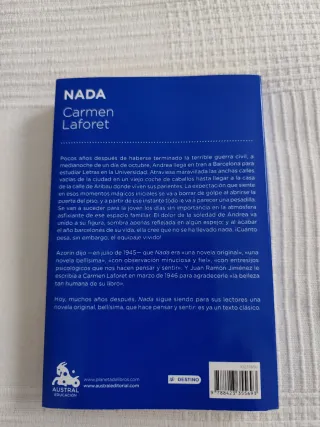 NADA
Carmen
Laforet
Pocos años después de haberse terminado la terrible guerra civil, a
medianoche de un día de octubre, Andrea llega en tren a Barcelona para
estudiar Letras en la Universidad. Atraviesa maravillada las anchas calles
vacías de la ciudad en un viejo coche de caballos hasta llegar a la casa
de la calle de Aribau donde viven sus parientes. La expectación que siente
en esos momentos mágicos iniciales se va a borrar de golpe al abrirse la
puerta del piso, y a partir de ese instante todo le va a parecer una pesadilla.
Se van a suceder para la joven los días sin importancia en la atmósfera
asfixiante de ese espacio familiar. El dolor de la soledad de Andrea va
unido a su figura, sombra apenas reflejada en algún espejo; y al acabar
el año barcelonés de su vida, ella cree que no se ha llevado nada. ¡Cuánto
pesa, sin embargo, el equipaje vivido!
Azorín dijo —en julio de 1945— que Nada era «una novela original», «una
novela bellísima», «con observación minuciosa y fiel», «con entresijos
psicológicos que nos hacen pensar y sentir». Y Juan Ramón Jiménez le
escribía a Carmen Laforet en marzo de 1946 para agradecerle «la belleza
tan humana de su libro».
Hoy, muchos años después, Nada sigue siendo para sus lectores una
novela original, bellísima, que hace pensar y sentir: es ya un texto clásico.
AUSTRAL
EDUCACIÓN
www.planetadelibros.com
www.australeditorial.com
DESTINO
9 788423 355693